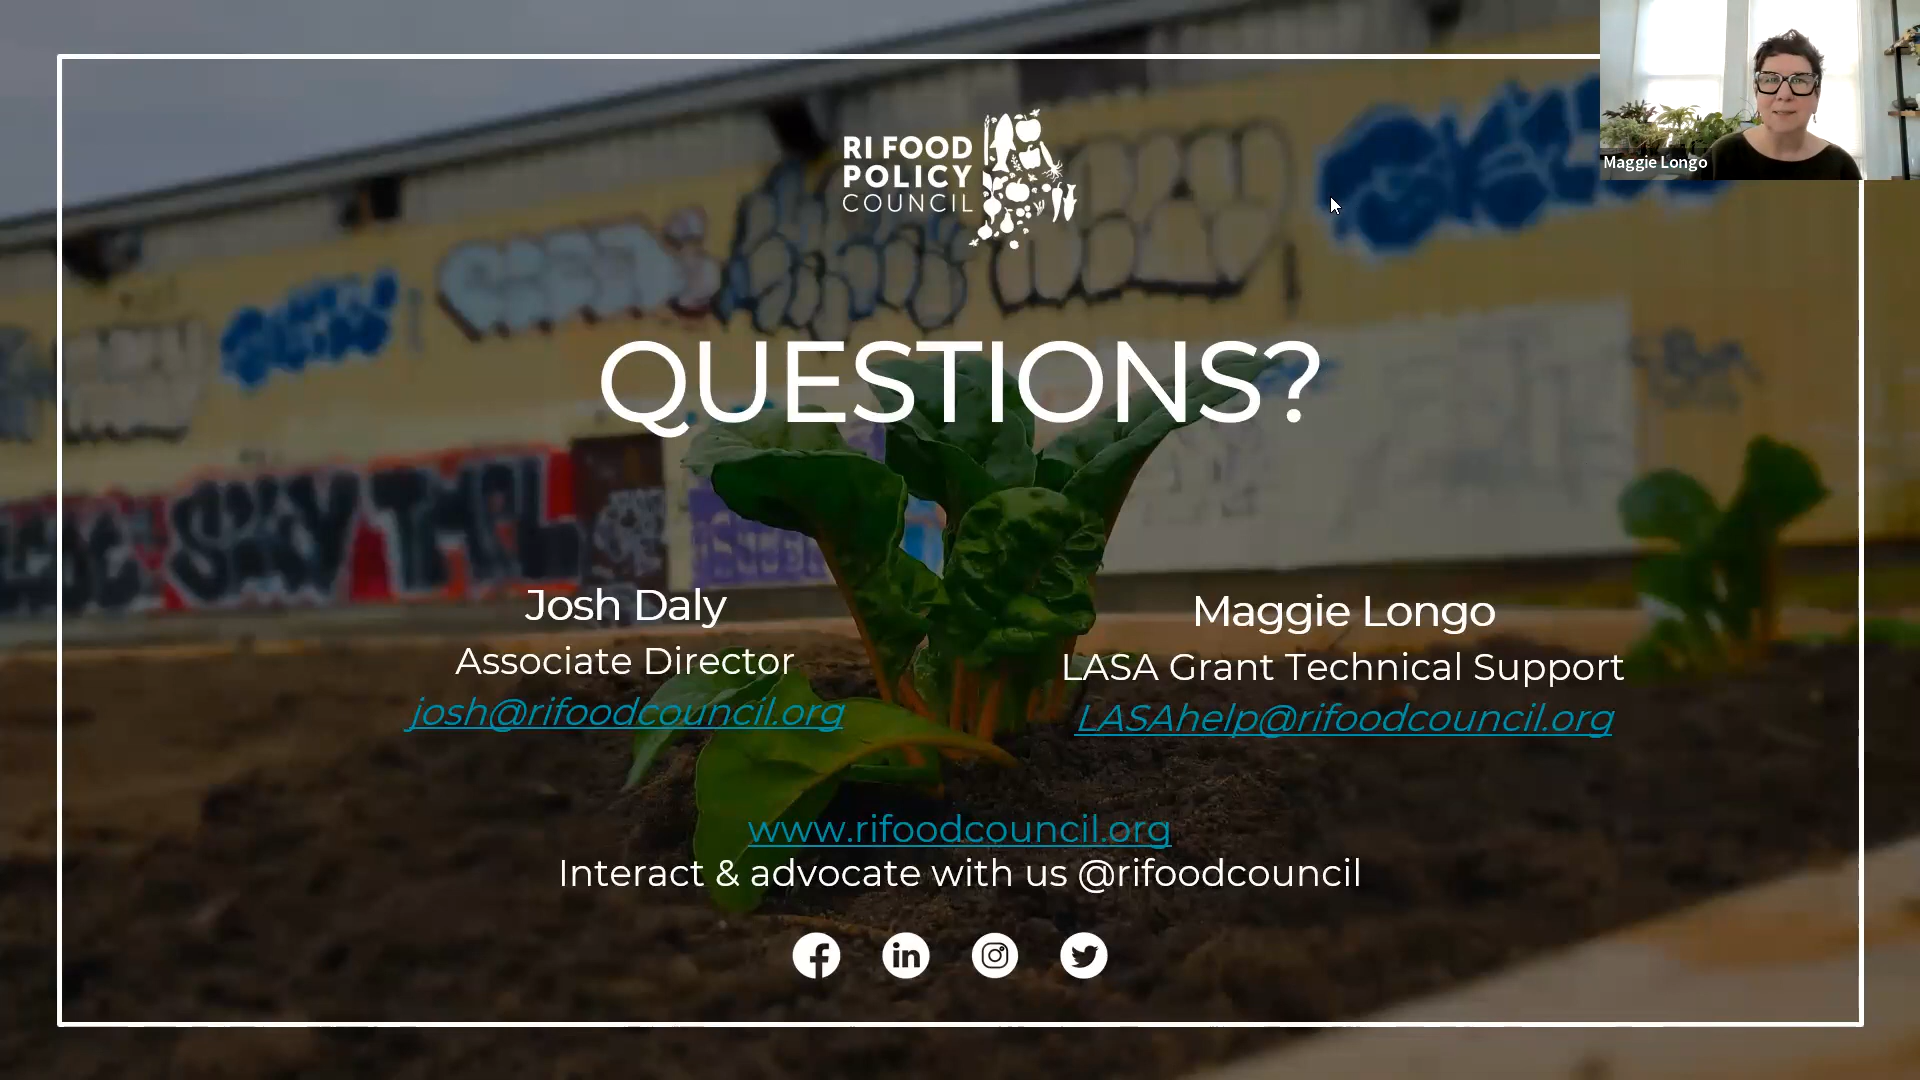 RI FOOD
POLICY
COUNCIL
Maggie Longo
QUESTIONS?
Josh Daly
Associate Director
josh@rifoodcouncil.org
Maggie Longo
LASA Grant Technical Support
LASAhelp@rifoodcouncil.org
www.rifoodcouncil.org
Interact & advocate with us @rifoodcouncil